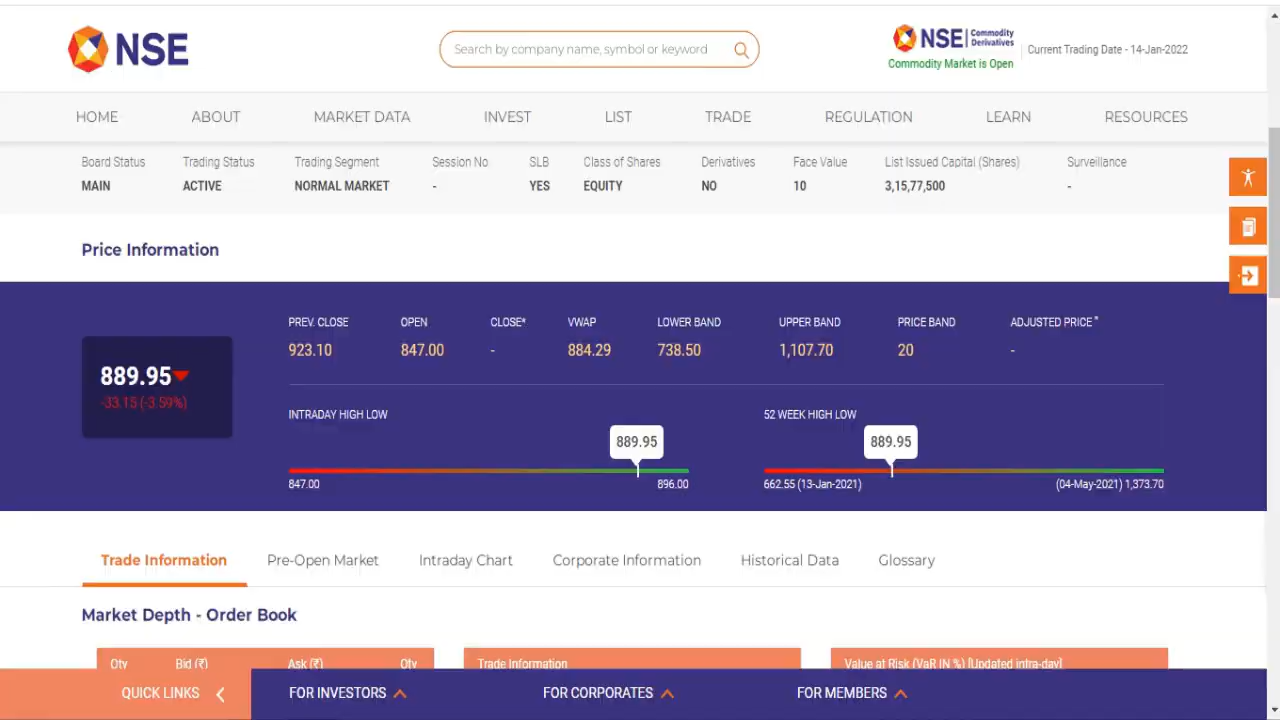 NSE
Search by company name, symbol or keyword
NSE Commodity Derivatives
Commodity Market is Open
Current Trading Date - 14-Jan-2022
HOME ABOUT MARKET DATA INVEST LIST TRADE REGULATION LEARN RESOURCES
Board Status Trading Status Trading Segment Session No. SLB Class of Shares Derivatives Face Value List Issued Capital (Shares) Surveillance
MAIN ACTIVE NORMAL MARKET - YES EQUITY NO 10 3,15,77,500 -
Price Information
889.95
-33.15 (-3.59%)
PREV. CLOSE OPEN CLOSE* VWAP LOWER BAND UPPER BAND PRICE BAND ADJUSTED PRICE*
923.10 847.00 - 884.29 738.50 1,107.70 20 -
INTRADAY HIGH LOW
889.95
847.00 896.00
52 WEEK HIGH LOW
889.95
662.55 (13-Jan-2021) (04-May-2021) 1,373.70
Trade Information Pre-Open Market Intraday Chart Corporate Information Historical Data Glossary
Market Depth - Order Book
Qty Bid (₹) Ask (₹) Qty
Trade Information
Value at Risk (VaR IN %) [Updated intra-day]
QUICK LINKS FOR INVESTORS FOR CORPORATES FOR MEMBERS